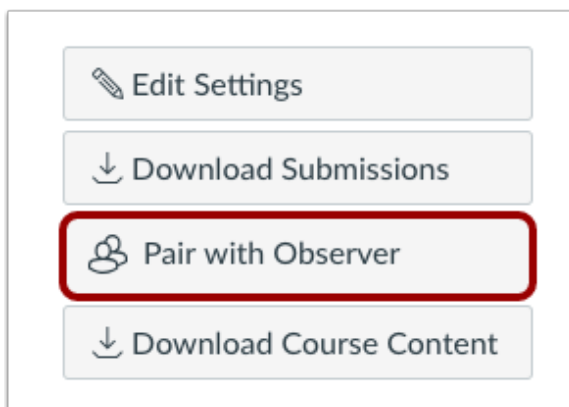 Edit Settings
Download Submissions
Pair with Observer
Download Course Content